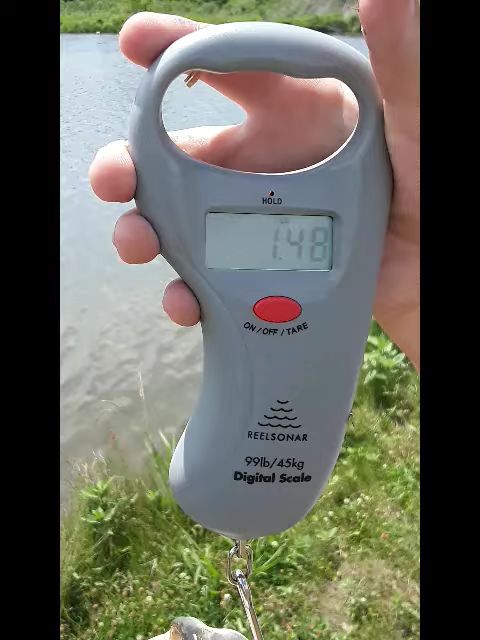 HOLD
1.48
ON/OFF/TARE
REELSONAR
99lb/45kg
Digital Scale